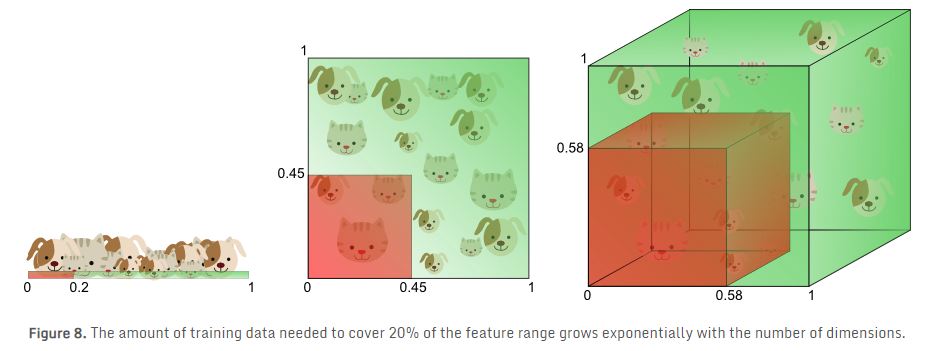 1
0.45
0 0.45 1
0 0.2 1
1
0.58
0 0.58 1
Figure 8. The amount of training data needed to cover 20% of the feature range grows exponentially with the number of dimensions.